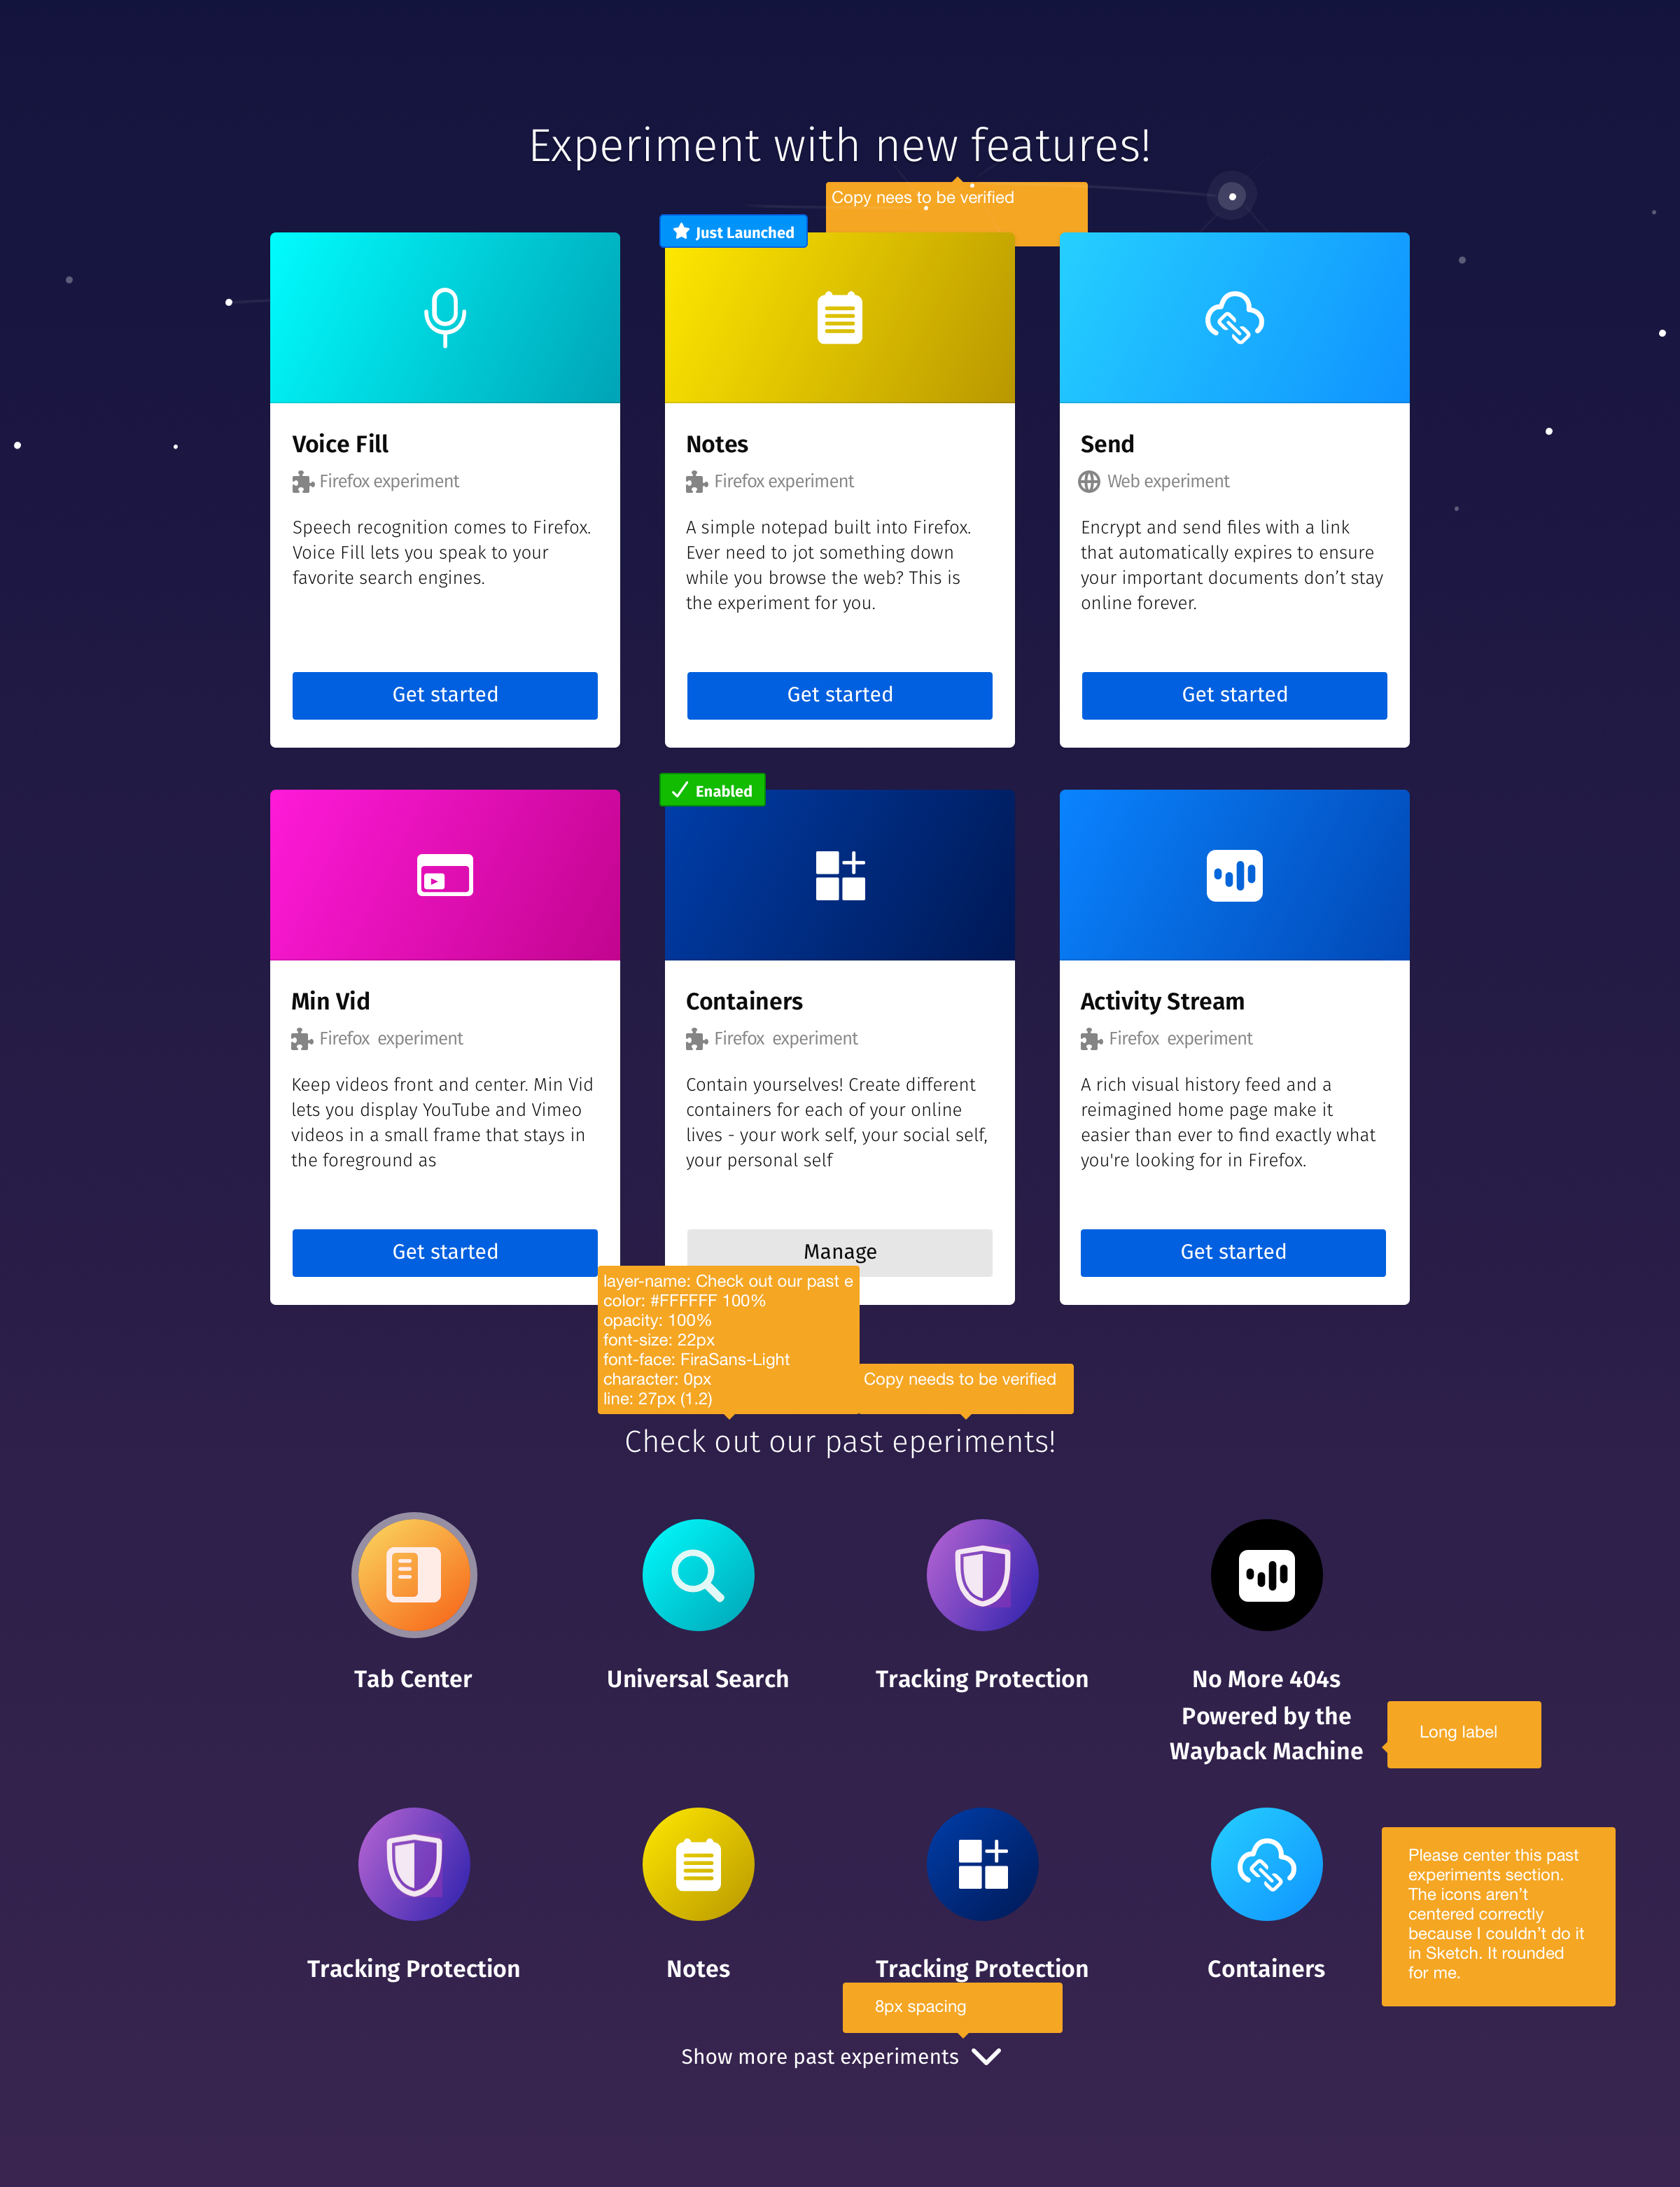 Experiment with new features!
Copy nees to be verified
Just Launched
Voice Fill
Firefox experiment
Speech recognition comes to Firefox.
Voice Fill lets you speak to your
favorite search engines.
Get started
Notes
Firefox experiment
A simple notepad built into Firefox.
Ever need to jot something down
while you browse the web? This is
the experiment for you.
Get started
Send
Web experiment
Encrypt and send files with a link
that automatically expires to ensure
your important documents don’t stay
online forever.
Get started
Min Vid
Firefox experiment
Keep videos front and center. Min Vid
lets you display YouTube and Vimeo
videos in a small frame that stays in
the foreground as
Get started
Enabled
Containers
Firefox experiment
Contain yourselves! Create different
containers for each of your online
lives - your work self, your social self,
your personal self
Manage
Activity Stream
Firefox experiment
A rich visual history feed and a
reimagined home page make it
easier than ever to find exactly what
you're looking for in Firefox.
Get started
layer-name: Check out our past e
color: #FFFFFF 100%
opacity: 100%
font-size: 22px
font-face: FiraSans-Light
character: 0px
line: 27px (1.2)
Copy needs to be verified
Check out our past eperiments!
Tab Center
Universal Search
Tracking Protection
No More 404s
Powered by the
Wayback Machine
Long label
Tracking Protection
Notes
Tracking Protection
Containers
Please center this past
experiments section.
The icons aren’t
centered correctly
because I couldn’t do it
in Sketch. It rounded
for me.
8px spacing
Show more past experiments